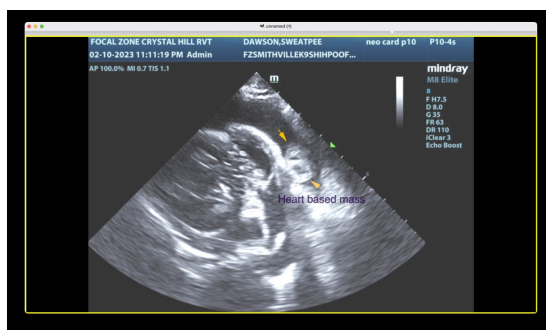 unnamed (1)
FOCAL ZONE CRYSTAL HILL RVT DAWSON,SWEATPEE neo card p10 P10-4s
02-10-2023 11:11:19 PM Admin FZSMITHVILLEK9SHIHPOOF...
AP 100.0% MI 0.7 TIS 1.1
m
mindray
M8 Elite
B
F H7.5
D 8.0
G 35
FR 63
DR 110
iClear 3
Echo Boost
Heart based mass